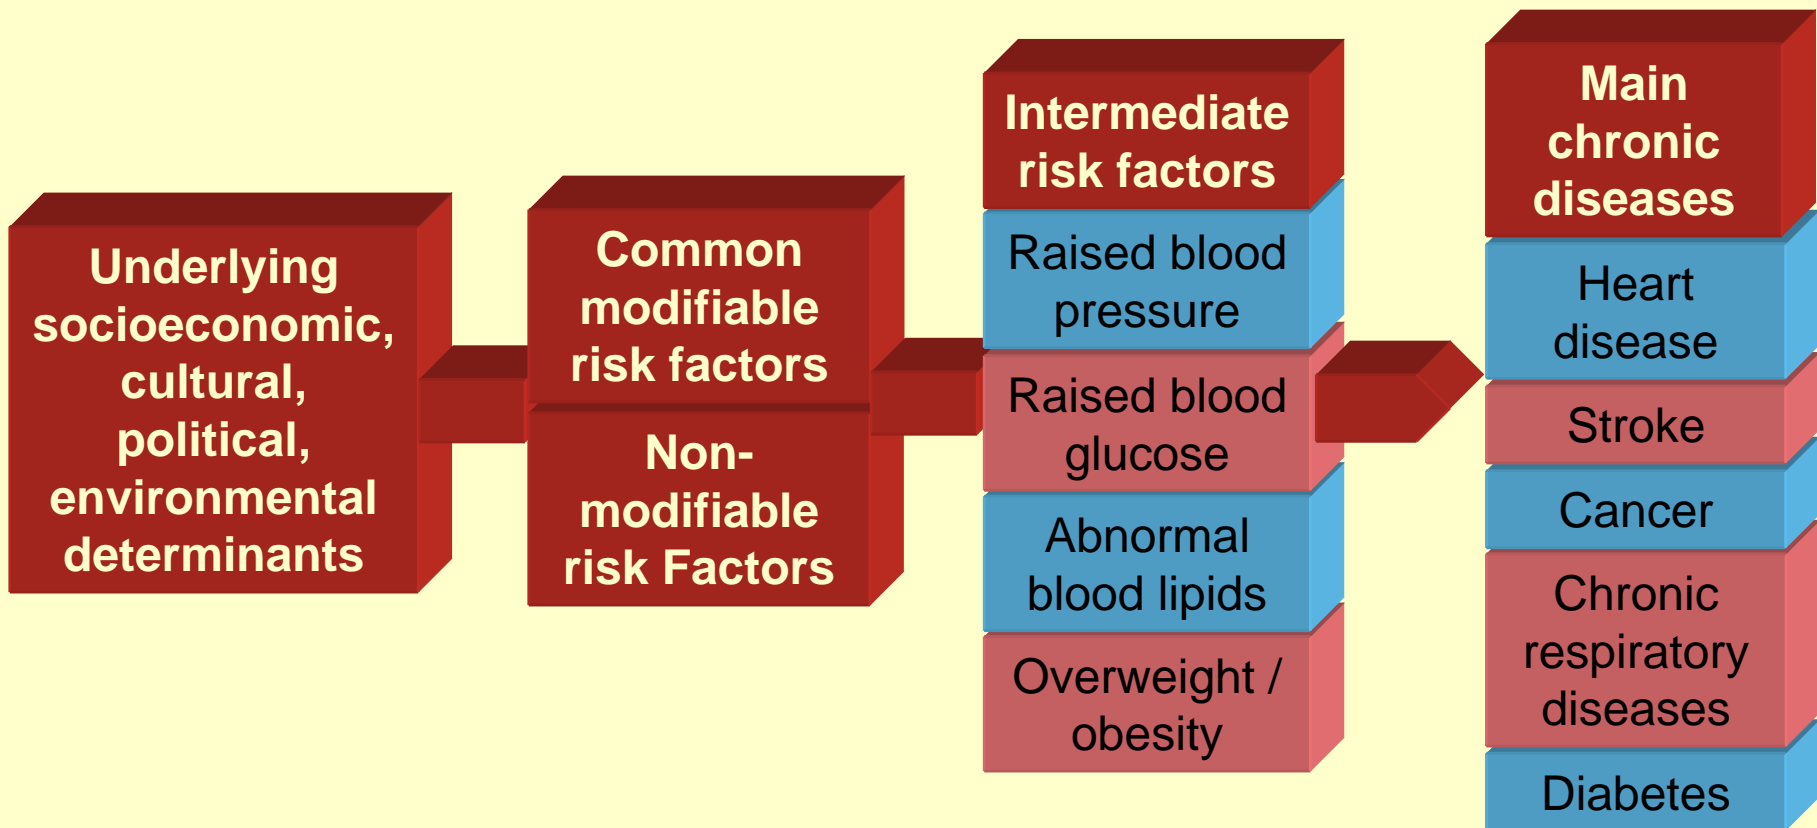 Underlying
socioeconomic,
cultural,
political,
environmental
determinants
Common
modifiable
risk factors
Non-
modifiable
risk Factors
Intermediate
risk factors
Raised blood
pressure
Raised blood
glucose
Abnormal
blood lipids
Overweight /
obesity
Main
chronic
diseases
Heart
disease
Stroke
Cancer
Chronic
respiratory
diseases
Diabetes